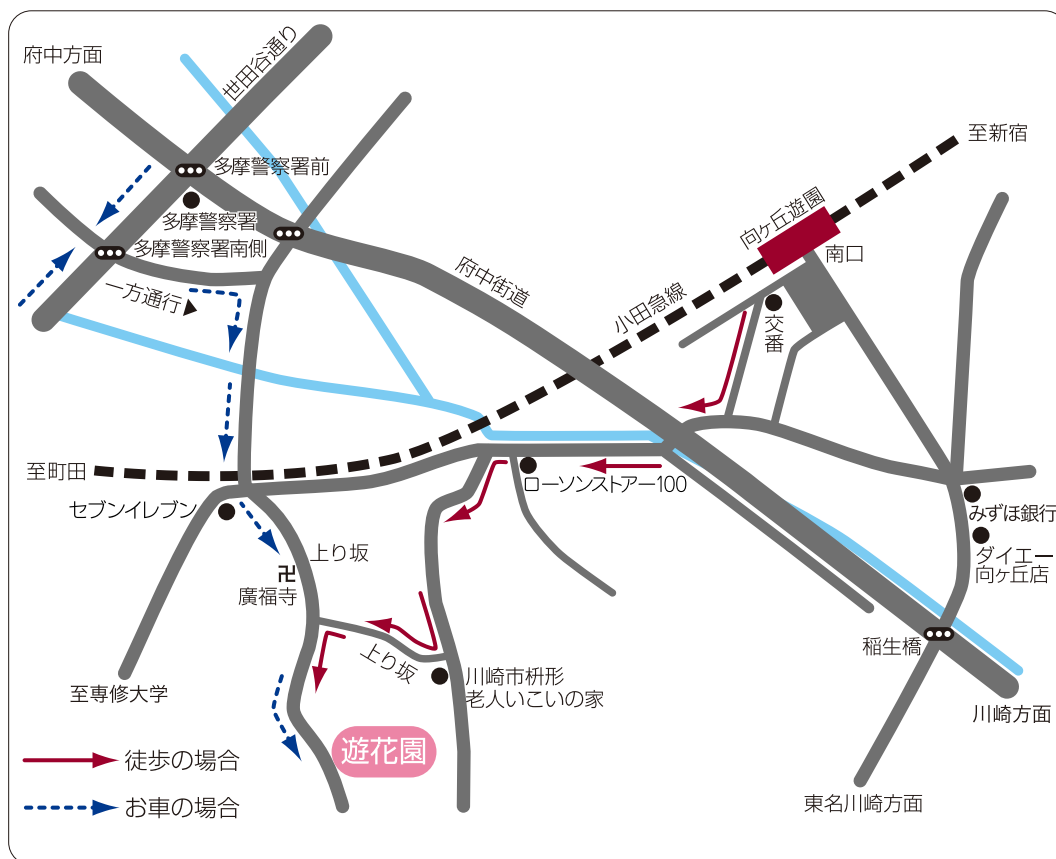 府中方面
世田谷通り
多摩警察署前
至新宿
多摩警察署
向ヶ丘遊園
多摩警察署南側
南口
府中街道
一方通行▲
小田急線
交番
至町田
ローソンストアー100
セブンイレブン
みずほ銀行
上り坂
ダイエー
向ヶ丘店
卍
廣福寺
稲生橋
上り坂
川崎市枡形
老人いこいの家
至専修大学
川崎方面
遊花園
徒歩の場合
お車の場合
東名川崎方面